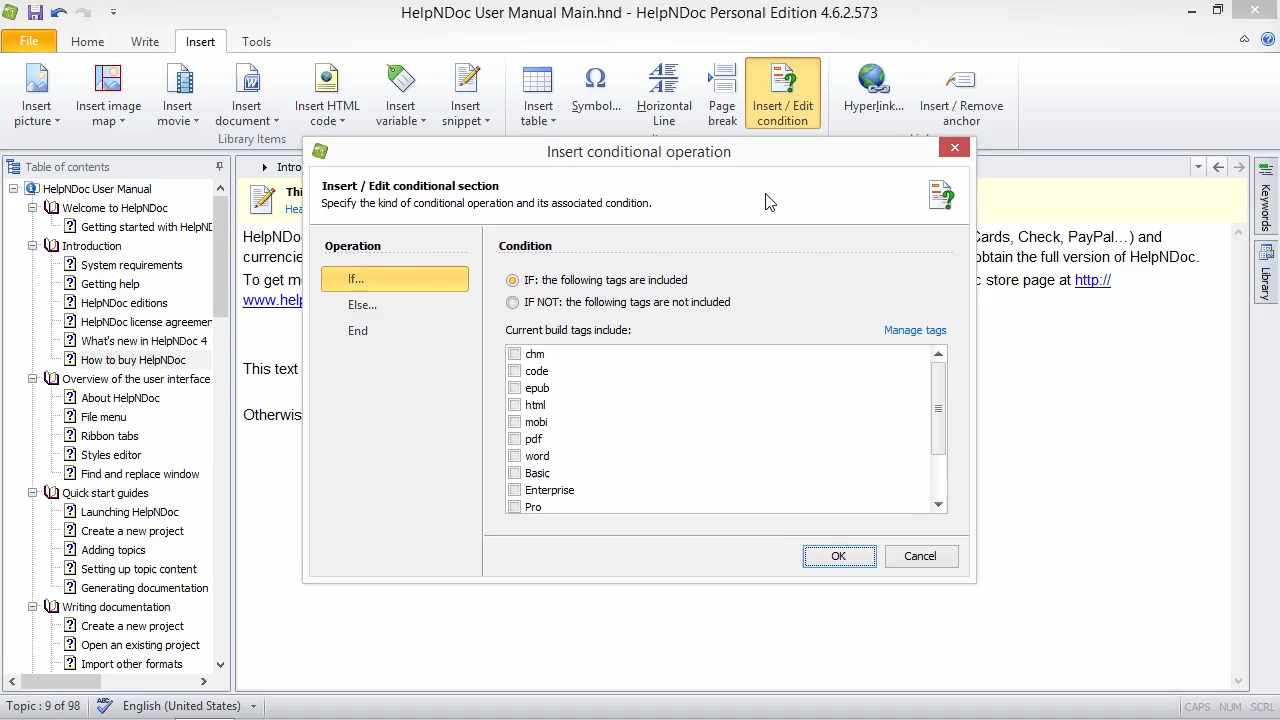 HelpNDoc User Manual Main.hnd - HelpNDoc Personal Edition 4.6.2.573
File Home Write Insert Tools
Insert picture
Insert image map
Insert movie
Insert document
Insert HTML code
Insert variable
Insert snippet
Insert table
Symbol...
Horizontal Line
Page break
Insert / Edit condition
Hyperlink...
Insert / Remove anchor
Library Items
Table of contents
HelpNDoc User Manual
Welcome to HelpNDoc
Getting started with HelpND
Introduction
System requirements
Getting help
HelpNDoc editions
HelpNDoc license agreemen
What's new in HelpNDoc 4
How to buy HelpNDoc
Overview of the user interface
About HelpNDoc
File menu
Ribbon tabs
Styles editor
Find and replace window
Quick start guides
Launching HelpNDoc
Create a new project
Adding topics
Setting up topic content
Generating documentation
Writing documentation
Create a new project
Open an existing project
Import other formats
Intro
Thi
Hea
HelpNDo
Cards, Check, PayPal...) and
currencie
obtain the full version of HelpNDoc.
To get m
c store page at http://
www.help
This text
Otherwis
Insert conditional operation
Insert / Edit conditional section
Specify the kind of conditional operation and its associated condition.
Operation
If...
Else...
End
Condition
IF: the following tags are included
IF NOT: the following tags are not included
Current build tags include:
Manage tags
chm
code
epub
html
mobi
pdf
word
Basic
Enterprise
Pro
OK
Cancel
Keywords
Library
Topic : 9 of 98
English (United States)
CAPS NUM SCRL